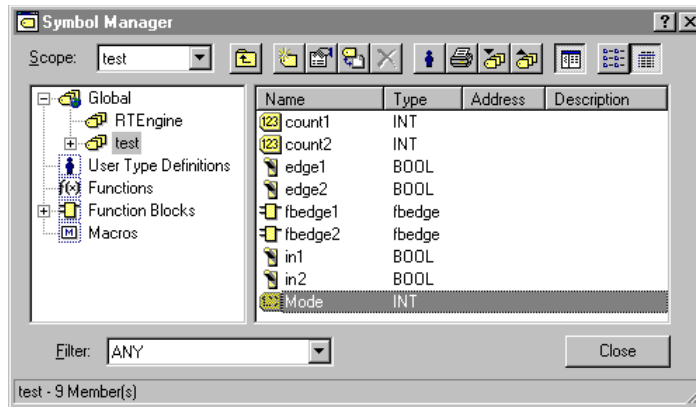 Symbol Manager
Scope: test
Global
RTEngine
test
User Type Definitions
f(x) Functions
Function Blocks
M Macros
Name Type Address Description
123 count1 INT
123 count2 INT
edge1 BOOL
edge2 BOOL
fbedge1 fbedge
fbedge2 fbedge
in1 BOOL
in2 BOOL
Mode INT
Filter: ANY
Close
test - 9 Member(s)